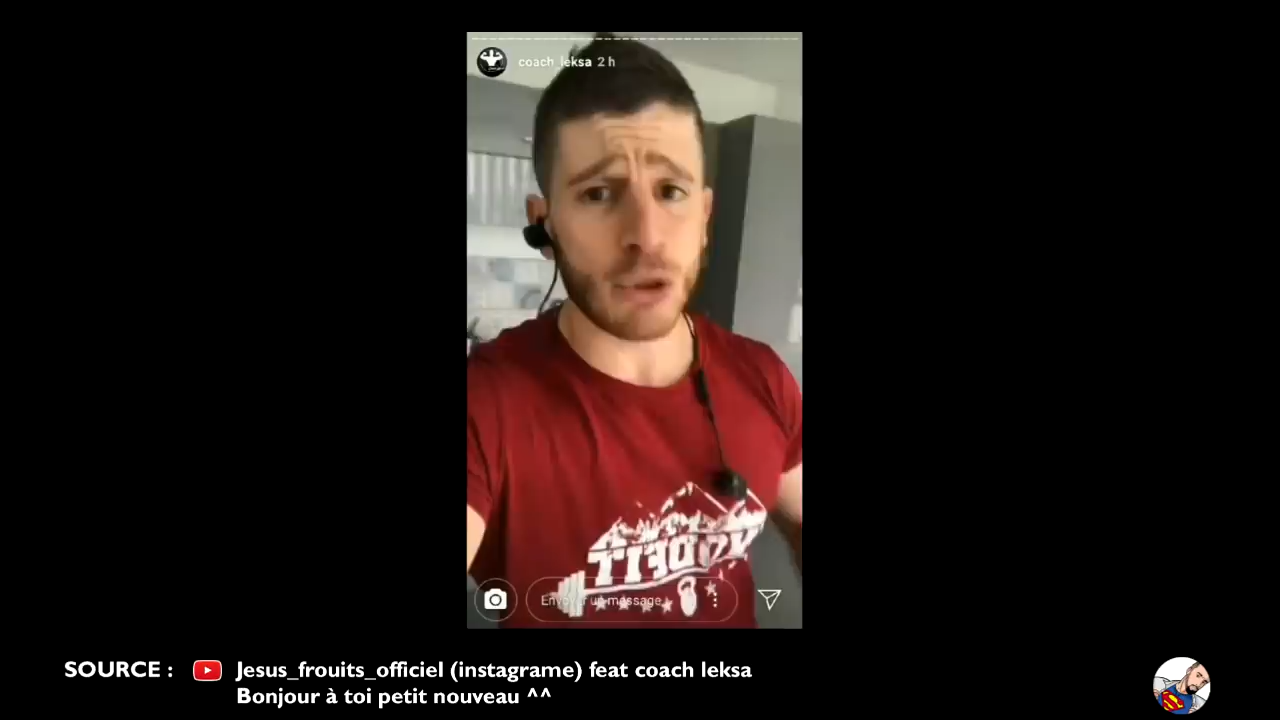 coach_leksa 2 h
Envoyer un message
SOURCE : Jesus_frouits_officiel (instagrame) feat coach leksa
Bonjour à toi petit nouveau ^^